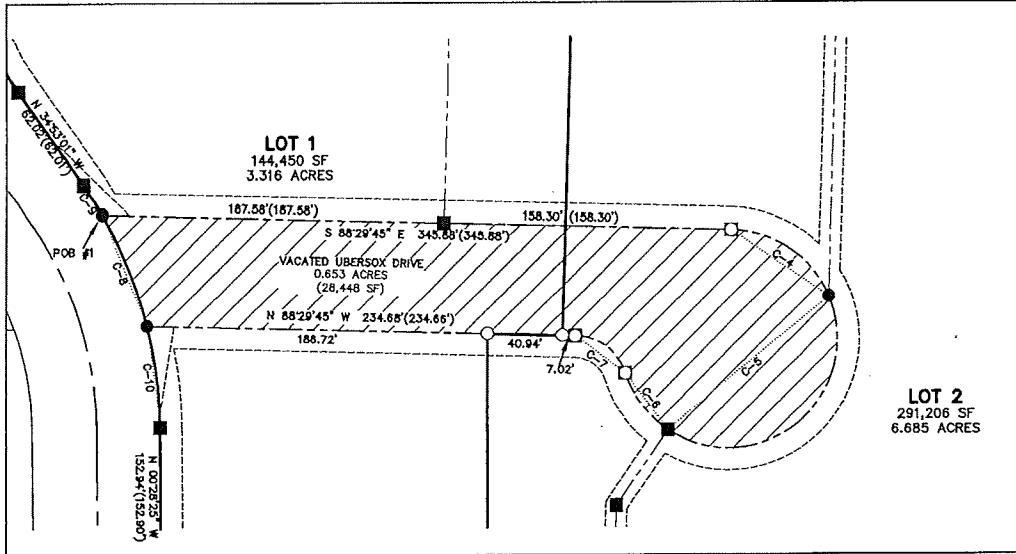 N 34°53'01" W
62.02'(62.01')
LOT 1
144,450 SF
3.316 ACRES
C-9
187.58'(187.58')
158.30' (158.30')
S 88°29'45" E 345.88'(345.88')
POB #1
C-8
VACATED UBERSOX DRIVE
0.653 ACRES
(28,448 SF)
C-4
N 88°29'45" W 234.68'(234.66')
188.72'
40.94'
7.02'
C-7
C-5
C-6
C-10
LOT 2
291,206 SF
6.685 ACRES
N 00°28'25" W
152.94'(152.90')